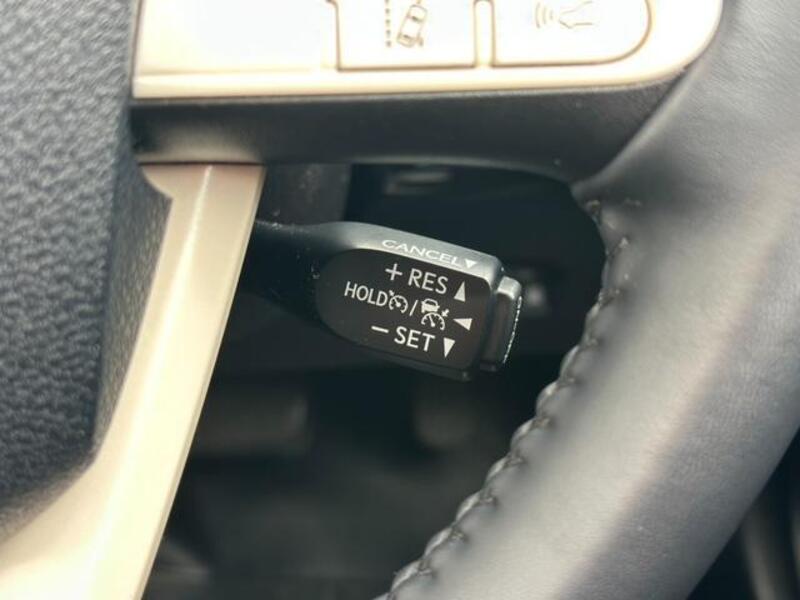 CANCEL▼
+ RES ▲
HOLD / ◀
− SET ▼